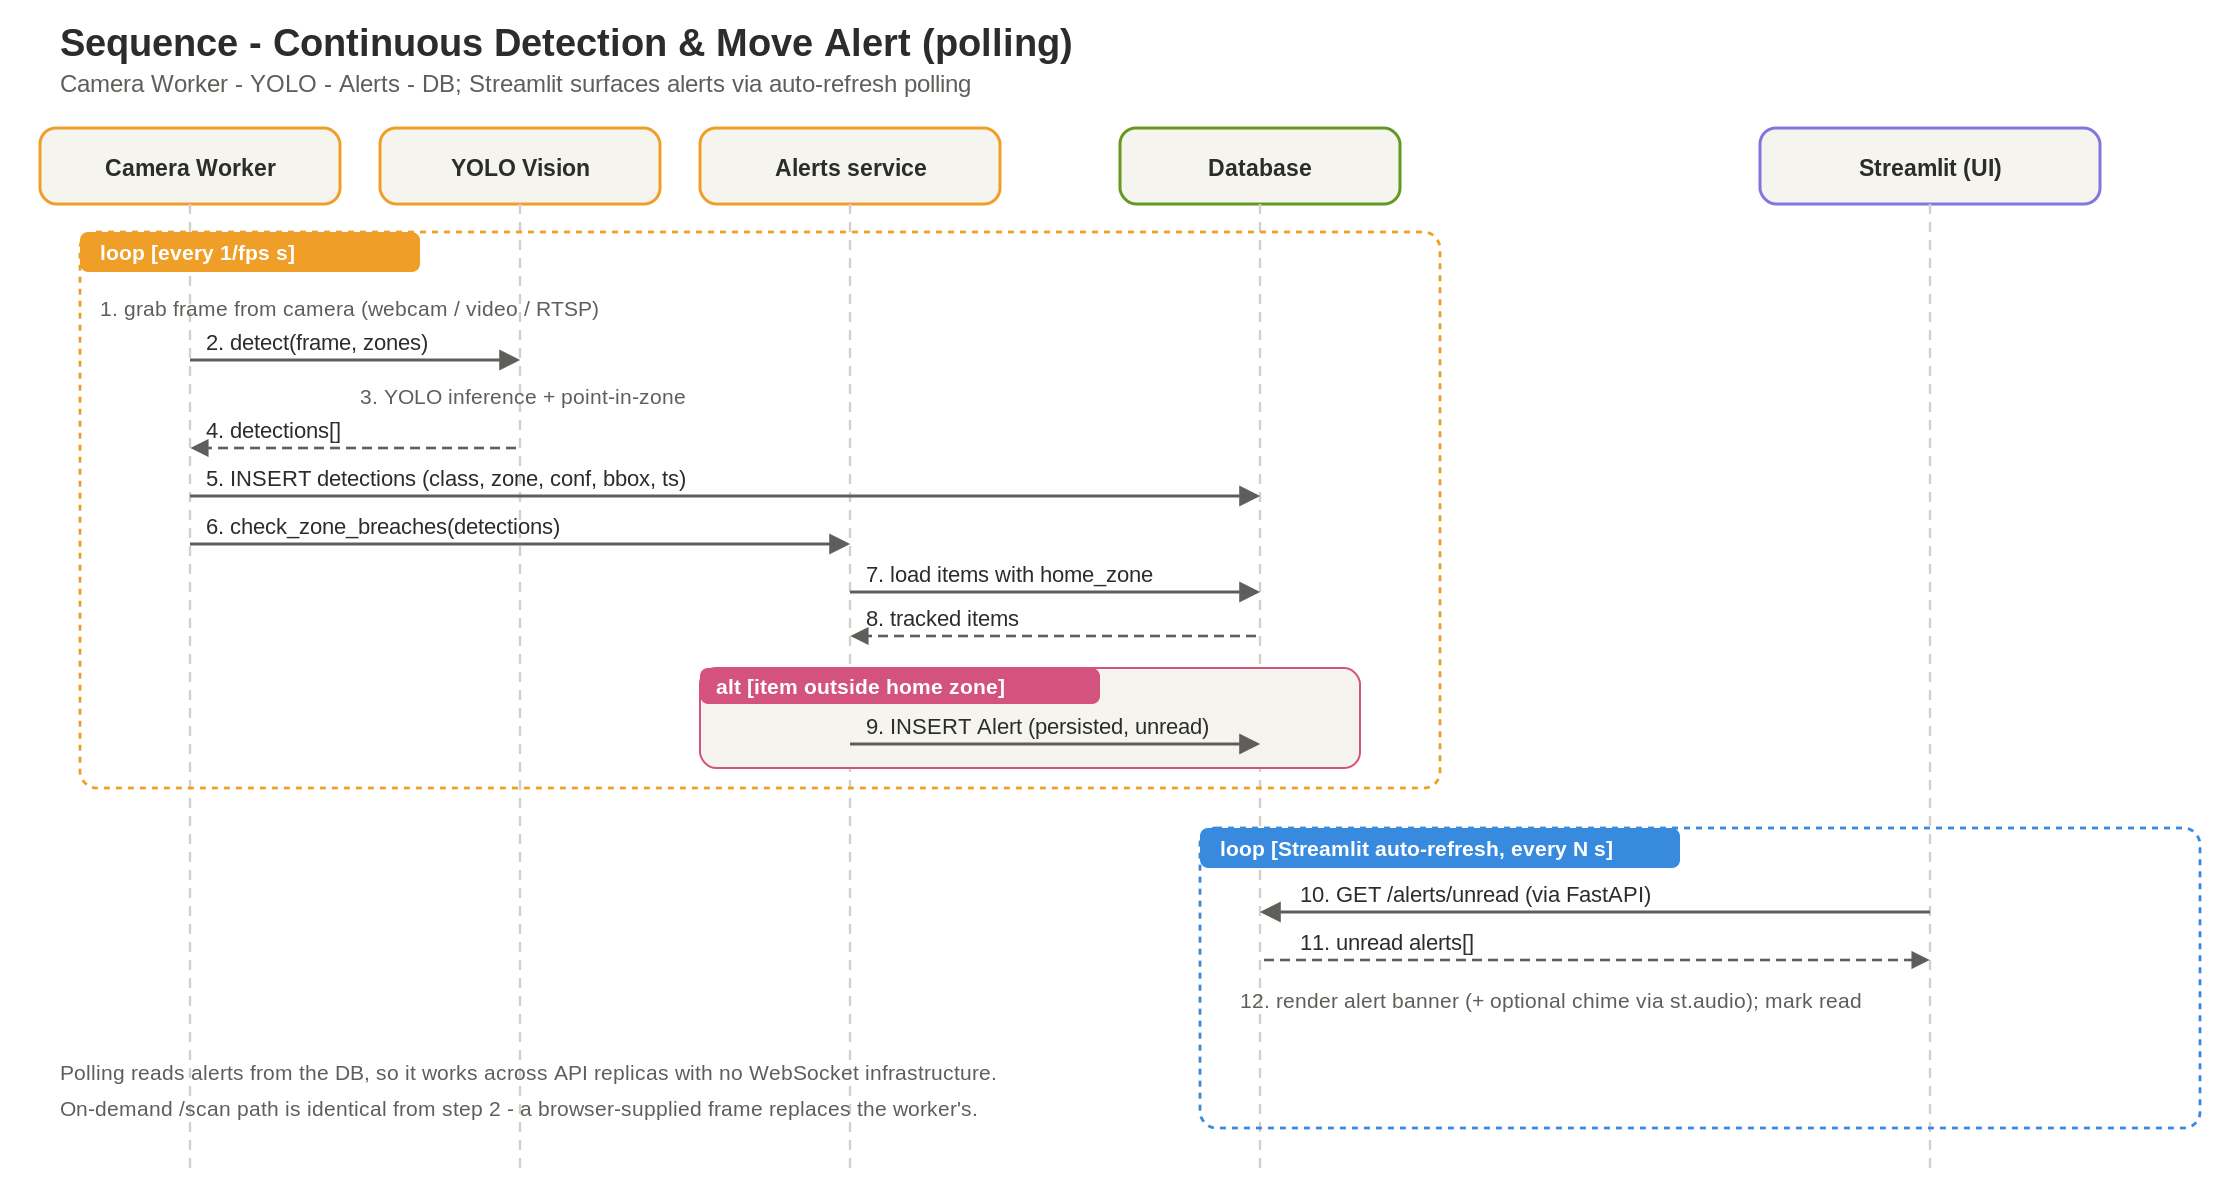 Sequence - Continuous Detection & Move Alert (polling)
Camera Worker - YOLO - Alerts - DB; Streamlit surfaces alerts via auto-refresh polling
Camera Worker
YOLO Vision
Alerts service
Database
Streamlit (UI)
loop [every 1/fps s]
1. grab frame from camera (webcam / video / RTSP)
2. detect(frame, zones)
3. YOLO inference + point-in-zone
4. detections[]
5. INSERT detections (class, zone, conf, bbox, ts)
6. check_zone_breaches(detections)
7. load items with home_zone
8. tracked items
alt [item outside home zone]
9. INSERT Alert (persisted, unread)
loop [Streamlit auto-refresh, every N s]
10. GET /alerts/unread (via FastAPI)
11. unread alerts[]
12. render alert banner (+ optional chime via st.audio); mark read
Polling reads alerts from the DB, so it works across API replicas with no WebSocket infrastructure.
On-demand /scan path is identical from step 2 - a browser-supplied frame replaces the worker's.